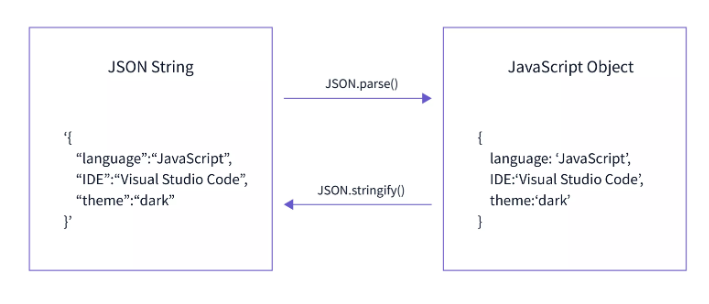 JSON String
‘{
“language”:“JavaScript”,
“IDE”:“Visual Studio Code”,
“theme”:“dark”
}’
JSON.parse()
JSON.stringify()
JavaScript Object
{
language: ‘JavaScript’,
IDE:‘Visual Studio Code’,
theme:‘dark’
}